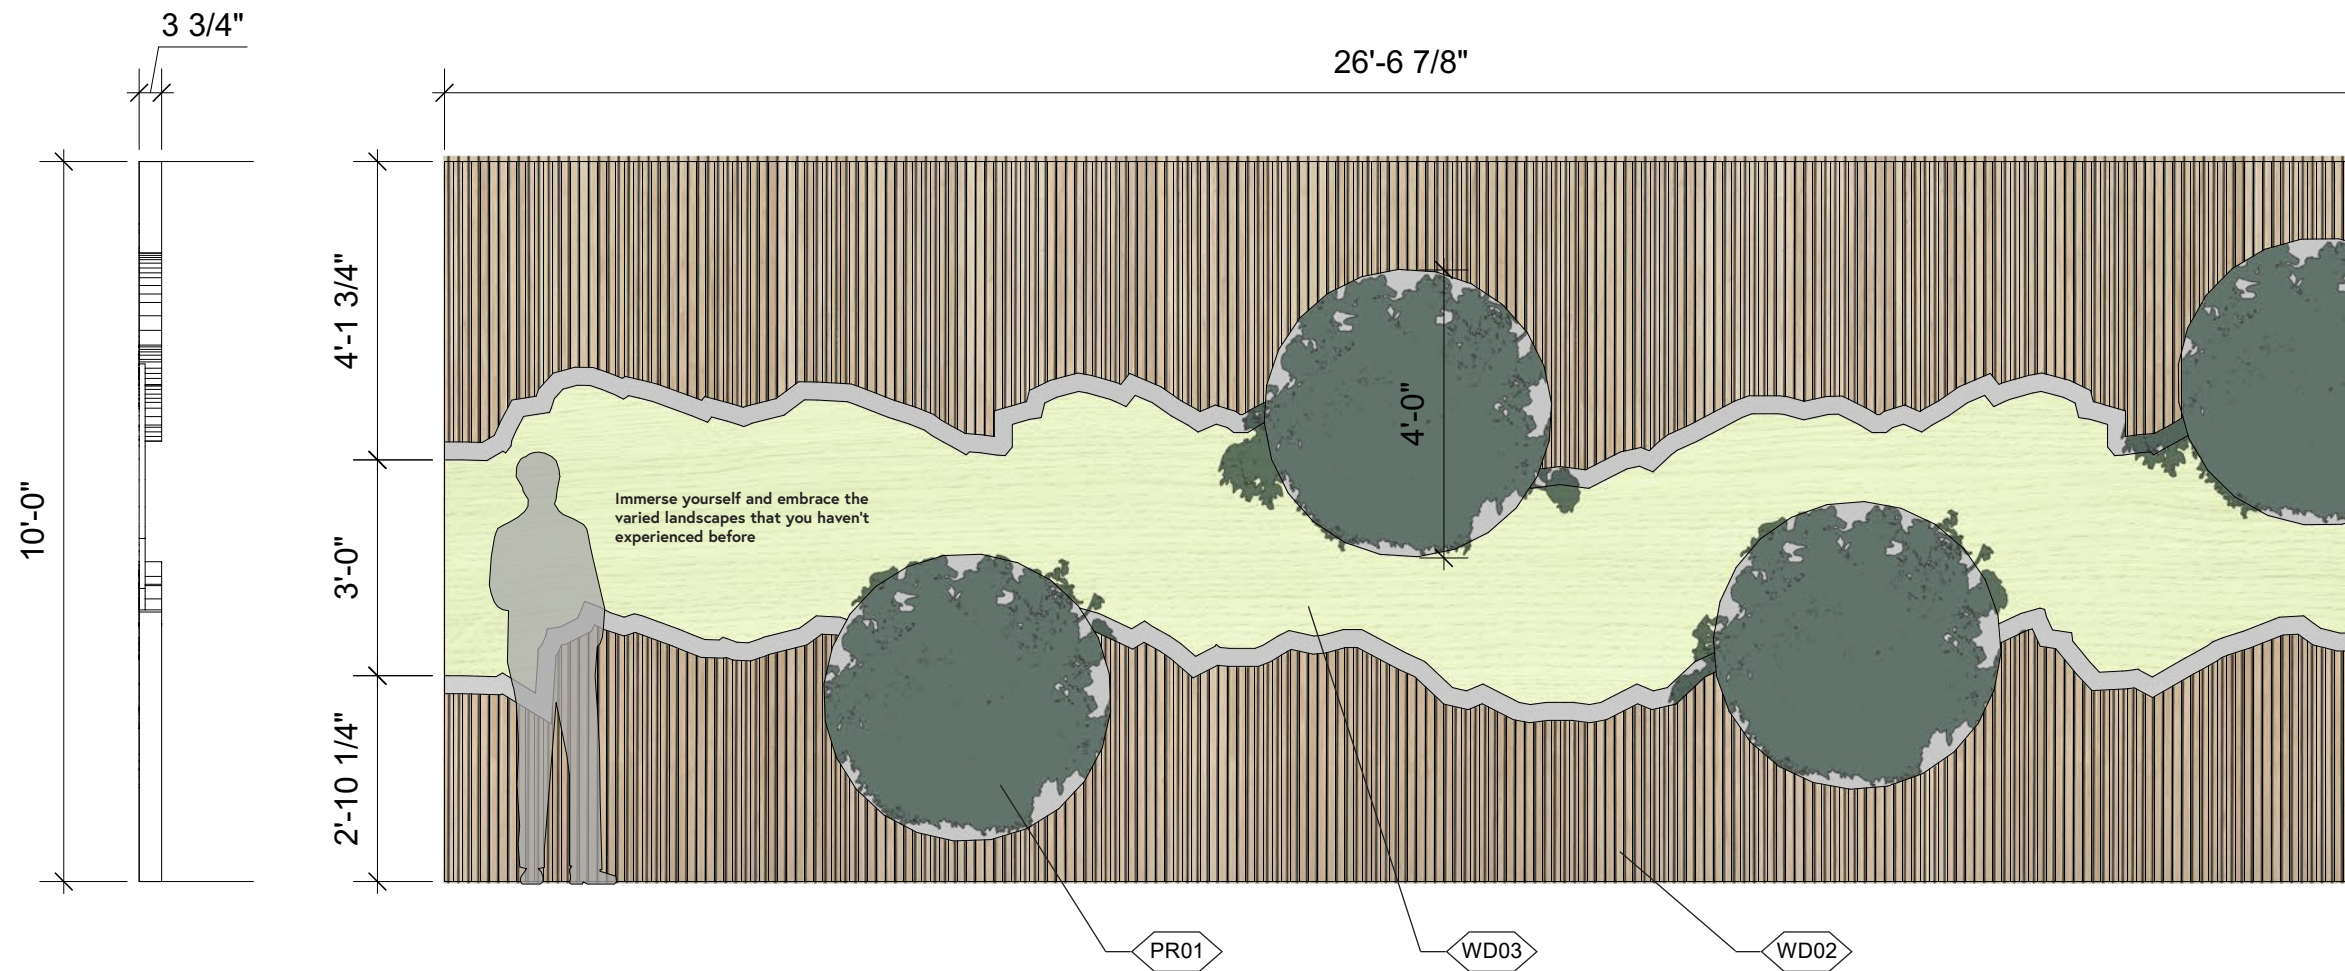 3 3/4"
26'-6 7/8"
10'-0"
4'-1 3/4"
3'-0"
2'-10 1/4"
4'-0"
Immerse yourself and embrace the
varied landscapes that you haven't
experienced before
PR01
WD03
WD02